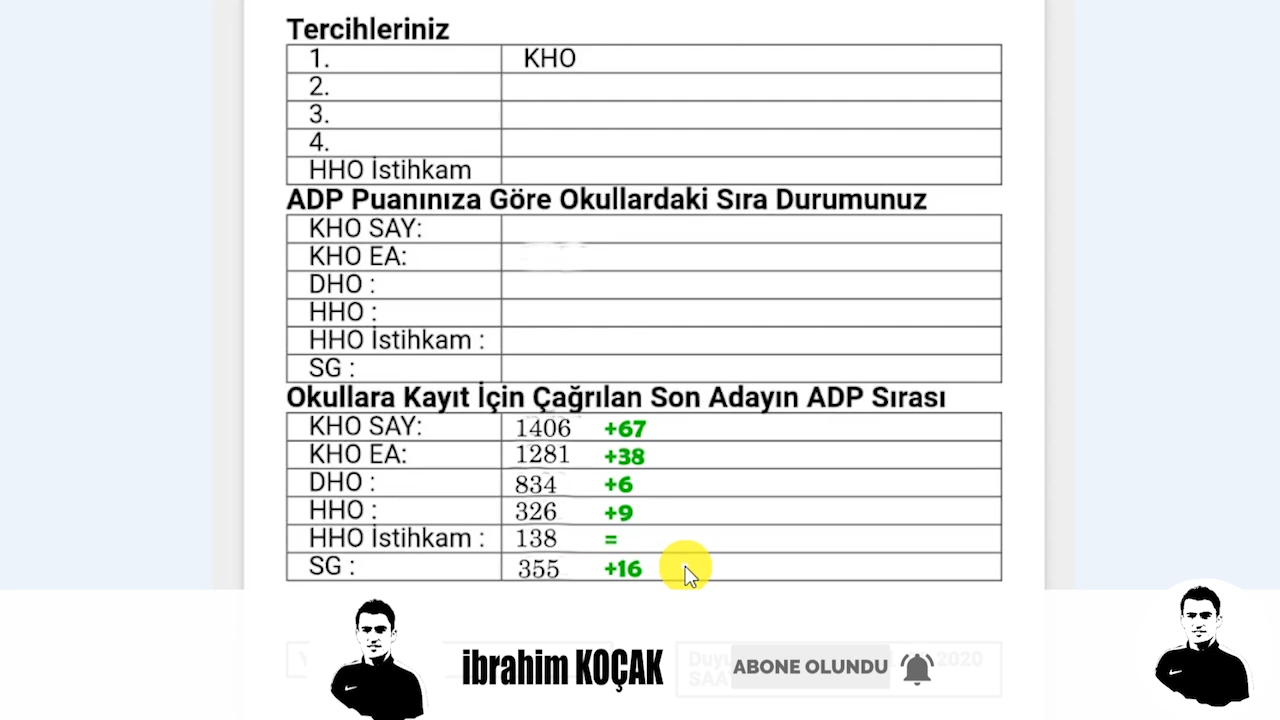 Tercihleriniz
1. KHO
2.
3.
4.
HHO İstihkam
ADP Puanınıza Göre Okullardaki Sıra Durumunuz
KHO SAY:
KHO EA:
DHO :
HHO :
HHO İstihkam :
SG :
Okullara Kayıt İçin Çağrılan Son Adayın ADP Sırası
KHO SAY: 1406 +67
KHO EA: 1281 +38
DHO : 834 +6
HHO : 326 +9
HHO İstihkam : 138 =
SG : 355 +16
ibrahim KOÇAK
ABONE OLUNDU
2020